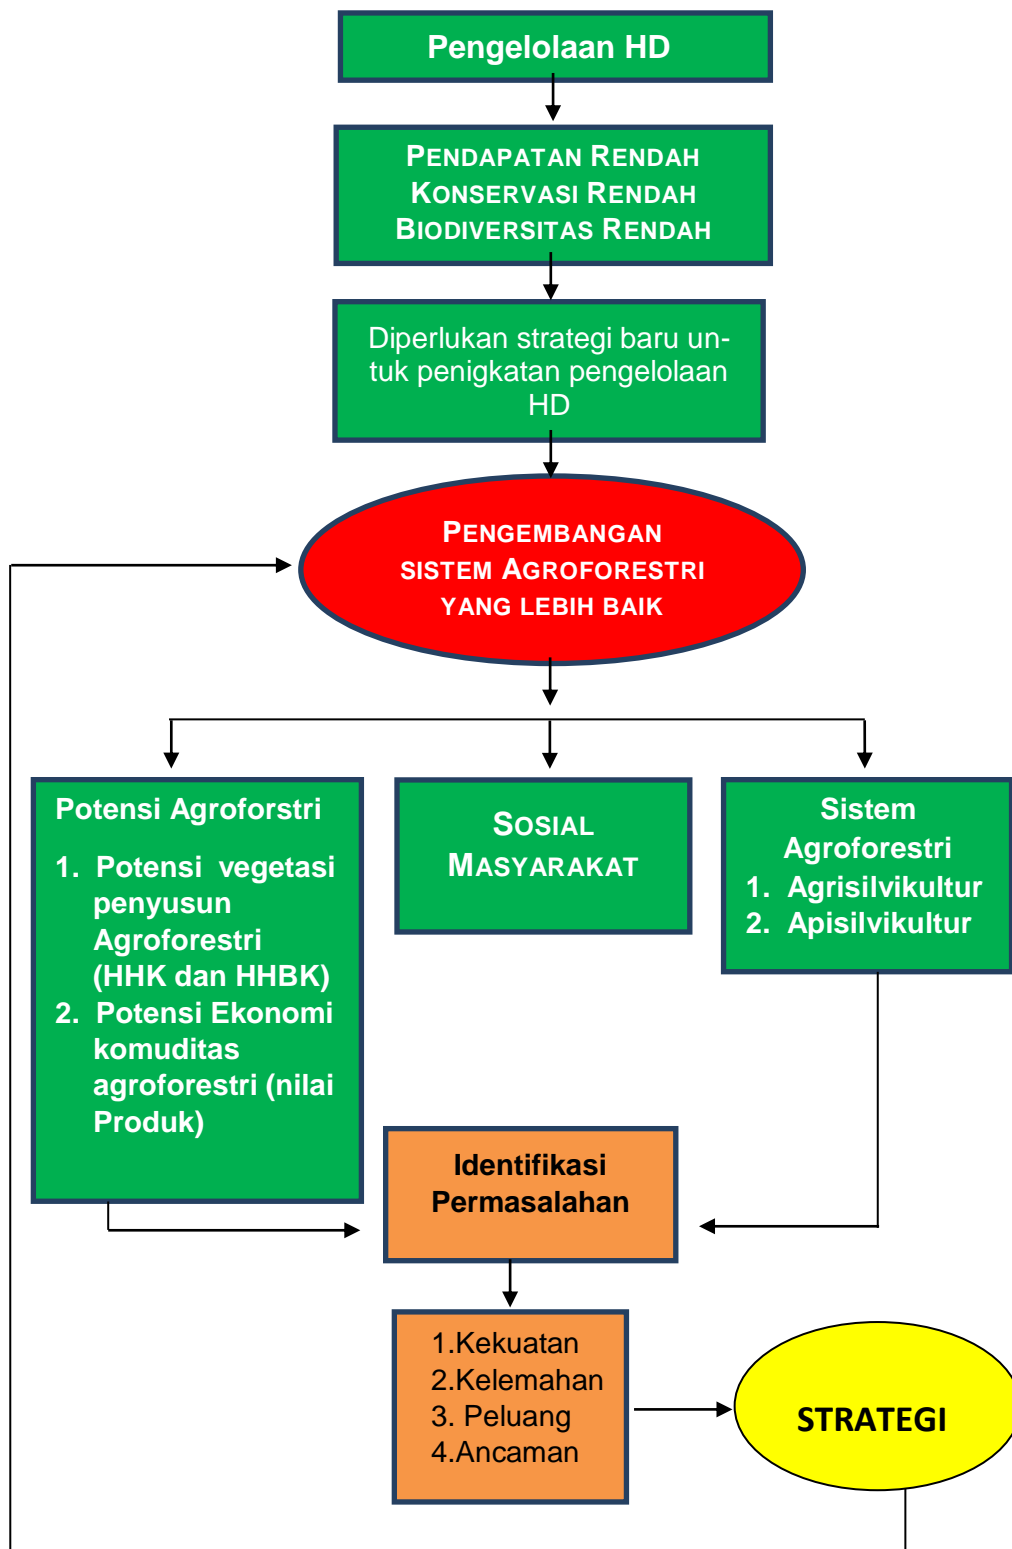 Pengelolaan HD
PENDAPATAN RENDAH
KONSERVASI RENDAH
BIODIVERSITAS RENDAH
Diperlukan strategi baru un-
tuk penigkatan pengelolaan
HD
PENGEMBANGAN
SISTEM AGROFORESTRI
YANG LEBIH BAIK
Potensi Agroforstri
1. Potensi vegetasi
penyusun
Agroforestri
(HHK dan HHBK)
2. Potensi Ekonomi
komuditas
agroforestri (nilai
Produk)
SOSIAL
MASYARAKAT
Sistem
Agroforestri
1. Agrisilvikultur
2. Apisilvikultur
Identifikasi
Permasalahan
1.Kekuatan
2.Kelemahan
3. Peluang
4.Ancaman
STRATEGI